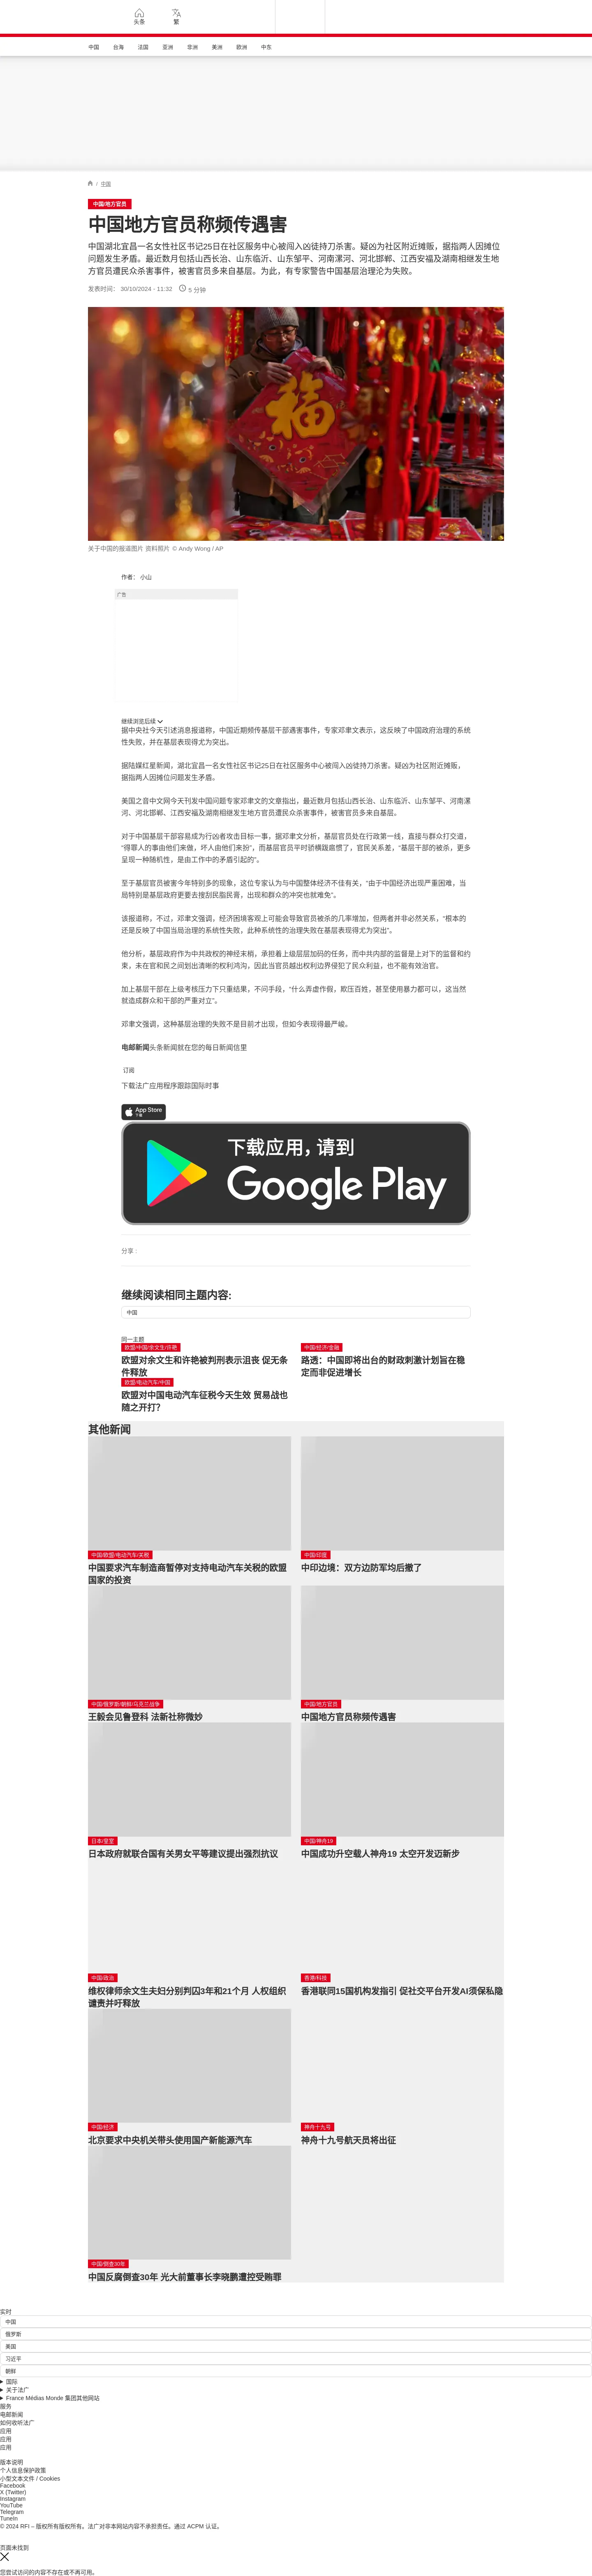 头条
繁
中国
台海
法国
亚洲
非洲
美洲
欧洲
中东
/ 主题
中国/地方官员
中国地方官员称频传遇害
中国湖北宜昌一名女性社区书记25日在社区服务中心被闯入凶徒持刀杀害。疑凶为社区附近摊贩，据指两人因摊位
问题发生矛盖。最近数月包括山西长治、山东临沂、山东邹平、河南漯河、河北邯郸、江西安福及湖南相继发生地
方官员遭民众杀害事件，被害官员多来自基层。为此，有专家警告中国基层治理沦为失败。
发表时间： 30/10/2024 - 11:32
5 分钟
福
关于中国的报道图片 资料照片 © Andy Wong / AP
作者： 小山
广告
继续浏览后续
据中央社今天引述消息报道称，中国近期频传基层干部遇害事件，专家邓聿文表示，这反映了中国政府治理的系统
性失败，并在基层表现得尤为突出。
据陆媒红星新闻，湖北宜昌一名女性社区书记25日在社区服务中心被闯入凶徒持刀杀害。疑凶为社区附近摊贩，
据指两人因摊位问题发生矛盾。
美国之音中文网今天刊发中国问题专家邓聿文的文章指出，最近数月包括山西长治、山东临沂、山东邹平、河南漯
河、河北邯郸、江西安福及湖南相继发生地方官员遭民众杀害事件，被害官员多来自基层。
对于中国基层干部容易成为行凶者攻击目标一事，据邓聿文分析，基层官员处在行政第一线，直接与群众打交道，
“得罪人的事由他们来做，坏人由他们来扮”，而基层官员平时骄横跋扈惯了，官民关系差，“基层干部的被杀，更多
呈现一种随机性，是由工作中的矛盾引起的”。
至于基层官员被害今年特别多的现象，这位专家认为与中国整体经济不佳有关，“由于中国经济出现严重困难，当
局特别是基层政府更要去搜刮民脂民膏，出现和群众的冲突也就难免”。
该报道称，不过，邓聿文强调，经济困境客观上可能会导致官员被杀的几率增加，但两者并非必然关系，“根本的
还是反映了中国当局治理的系统性失败，此种系统性的治理失败在基层表现得尤为突出”。
他分析，基层政府作为中共政权的神经末梢，承担着上级层层加码的任务，而中共内部的监督是上对下的监督和约
束，未在官和民之间划出清晰的权利鸿沟，因此当官员越出权利边界侵犯了民众利益，也不能有效治官。
加上基层干部在上级考核压力下只重结果，不问手段，“什么弄虚作假，欺压百姓，甚至使用暴力都可以，这当然
就造成群众和干部的严重对立”。
邓聿文强调，这种基层治理的失败不是目前才出现，但如今表现得最严峻。
电邮新闻头条新闻就在您的每日新闻信里
订阅
下载法广应用程序跟踪国际时事
App Store
下载应用，请到
Google Play
分享 :
继续阅读相同主题内容:
中国
同一主题
欧盟/中国/余文生/许艳
欧盟对余文生和许艳被判刑表示沮丧 促无条
件释放
中国/经济/金融
路透：中国即将出台的财政刺激计划旨在稳
定而非促进增长
欧盟/电动汽车/中国
欧盟对中国电动汽车征税今天生效 贸易战也
随之开打？
其他新闻
中国/欧盟/电动汽车/关税
中国要求汽车制造商暂停对支持电动汽车关税的欧盟
国家的投资
中国/印度
中印边境：双方边防军均后撤了
中国/俄罗斯/朝鲜/乌克兰战争
王毅会见鲁登科 法新社称微妙
中国/地方官员
中国地方官员称频传遇害
日本/皇室
日本政府就联合国有关男女平等建议提出强烈抗议
中国/神舟19
中国成功升空载人神舟19 太空开发迈新步
中国/政治
维权律师余文生夫妇分别判囚3年和21个月 人权组织
谴责并吁释放
香港/科技
香港联同15国机构发指引 促社交平台开发AI须保私隐
中国/经济
北京要求中央机关带头使用国产新能源汽车
神舟十九号
神舟十九号航天员将出征
中国/倒查30年
中国反腐倒查30年 光大前董事长李晓鹏遭控受贿罪
实时
中国
俄罗斯
美国
习近平
朝鲜
国际
关于法广
France Médias Monde 集团其他网站
服务
电邮新闻
如何收听法广
应用
应用
应用
版本说明
个人信息保护政策
小型文本文件 / Cookies
Facebook
X (Twitter)
Instagram
YouTube
Telegram
TuneIn
© 2024 RFI – 版权所有版权所有。法广对非本网站内容不承担责任。通过 ACPM 认证。
页面未找到
您尝试访问的内容不存在或不再可用。